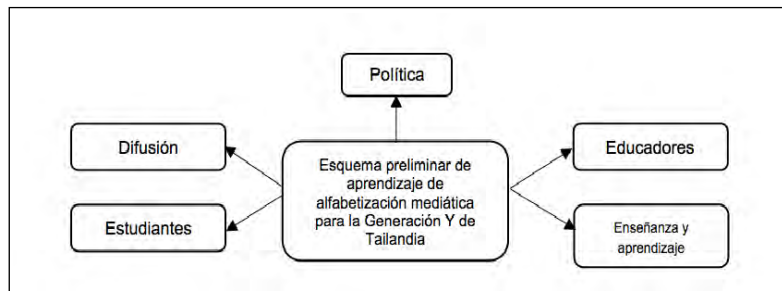 Política
Difusión
Educadores
Esquema preliminar de
aprendizaje de
alfabetización mediática
para la Generación Y de
Tailandia
Estudiantes
Enseñanza y
aprendizaje